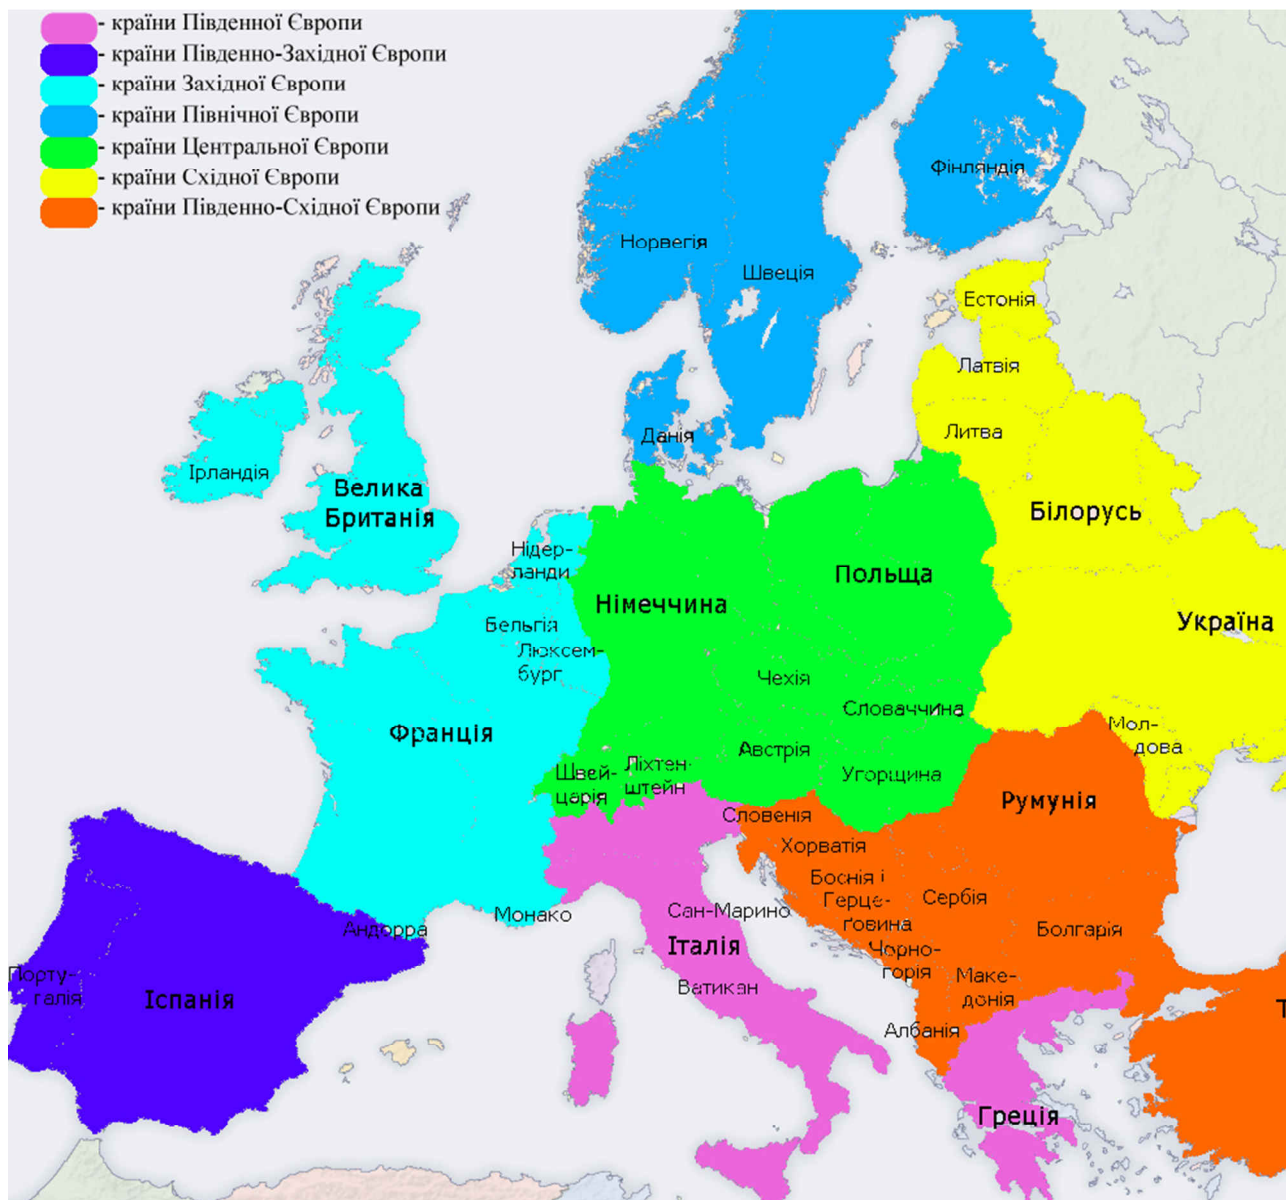 - країни Південної Європи
- країни Південно-Західної Європи
- країни Західної Європи
- країни Північної Європи
- країни Центральної Європи
- країни Східної Європи
- країни Південно-Східної Європи
Фінляндія
Норвегія
Швеція
Естонія
Латвія
Данія
Литва
Ірландія
Велика
Британія
Білорусь
Нідер-
ланди
Польща
Німеччина
Україна
Бельгія
Люксем-
бург
Чехія
Словаччина
Франція
Мол-
дова
Австрія
Швей-
царія
Ліхтен-
штейн
Угорщина
Румунія
Словенія
Хорватія
Боснія і
Герце-
ґовина
Сербія
Монако
Сан-Марино
Андорра
Болгарія
Італія
Чорно-
горія
Порту-
галія
Іспанія
Ватикан
Маке-
донія
Албанія
Т
Греція